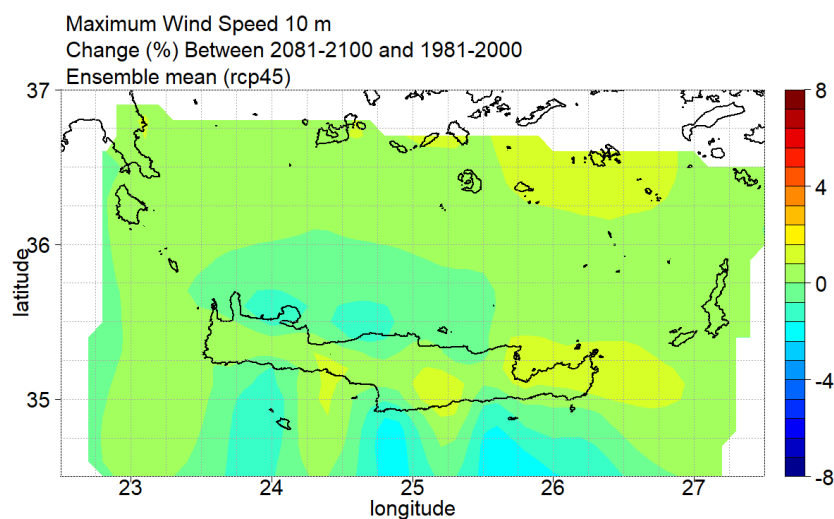 Maximum Wind Speed 10 m
Change (%) Between 2081-2100 and 1981-2000
Ensemble mean (rcp45)
37
36
35
latitude
23 24 25 26 27
longitude
8
4
0
-4
-8